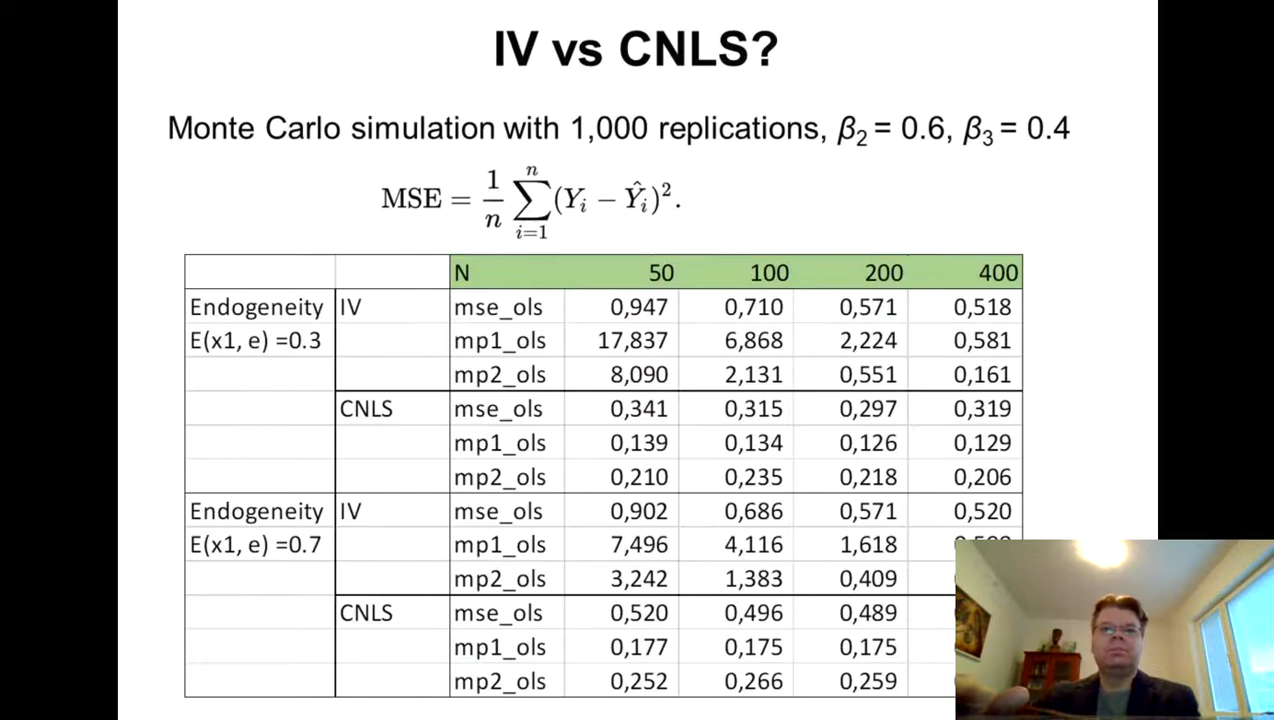 IV vs CNLS?
Monte Carlo simulation with 1,000 replications, β2 = 0.6, β3 = 0.4
MSE = 1/n ∑ n i=1 (Yi − Ŷi)².
N 50 100 200 400
Endogeneity IV mse_ols 0,947 0,710 0,571 0,518
E(x1, e) =0.3 mp1_ols 17,837 6,868 2,224 0,581
mp2_ols 8,090 2,131 0,551 0,161
CNLS mse_ols 0,341 0,315 0,297 0,319
mp1_ols 0,139 0,134 0,126 0,129
mp2_ols 0,210 0,235 0,218 0,206
Endogeneity IV mse_ols 0,902 0,686 0,571 0,520
E(x1, e) =0.7 mp1_ols 7,496 4,116 1,618
mp2_ols 3,242 1,383 0,409
CNLS mse_ols 0,520 0,496 0,489
mp1_ols 0,177 0,175 0,175
mp2_ols 0,252 0,266 0,259